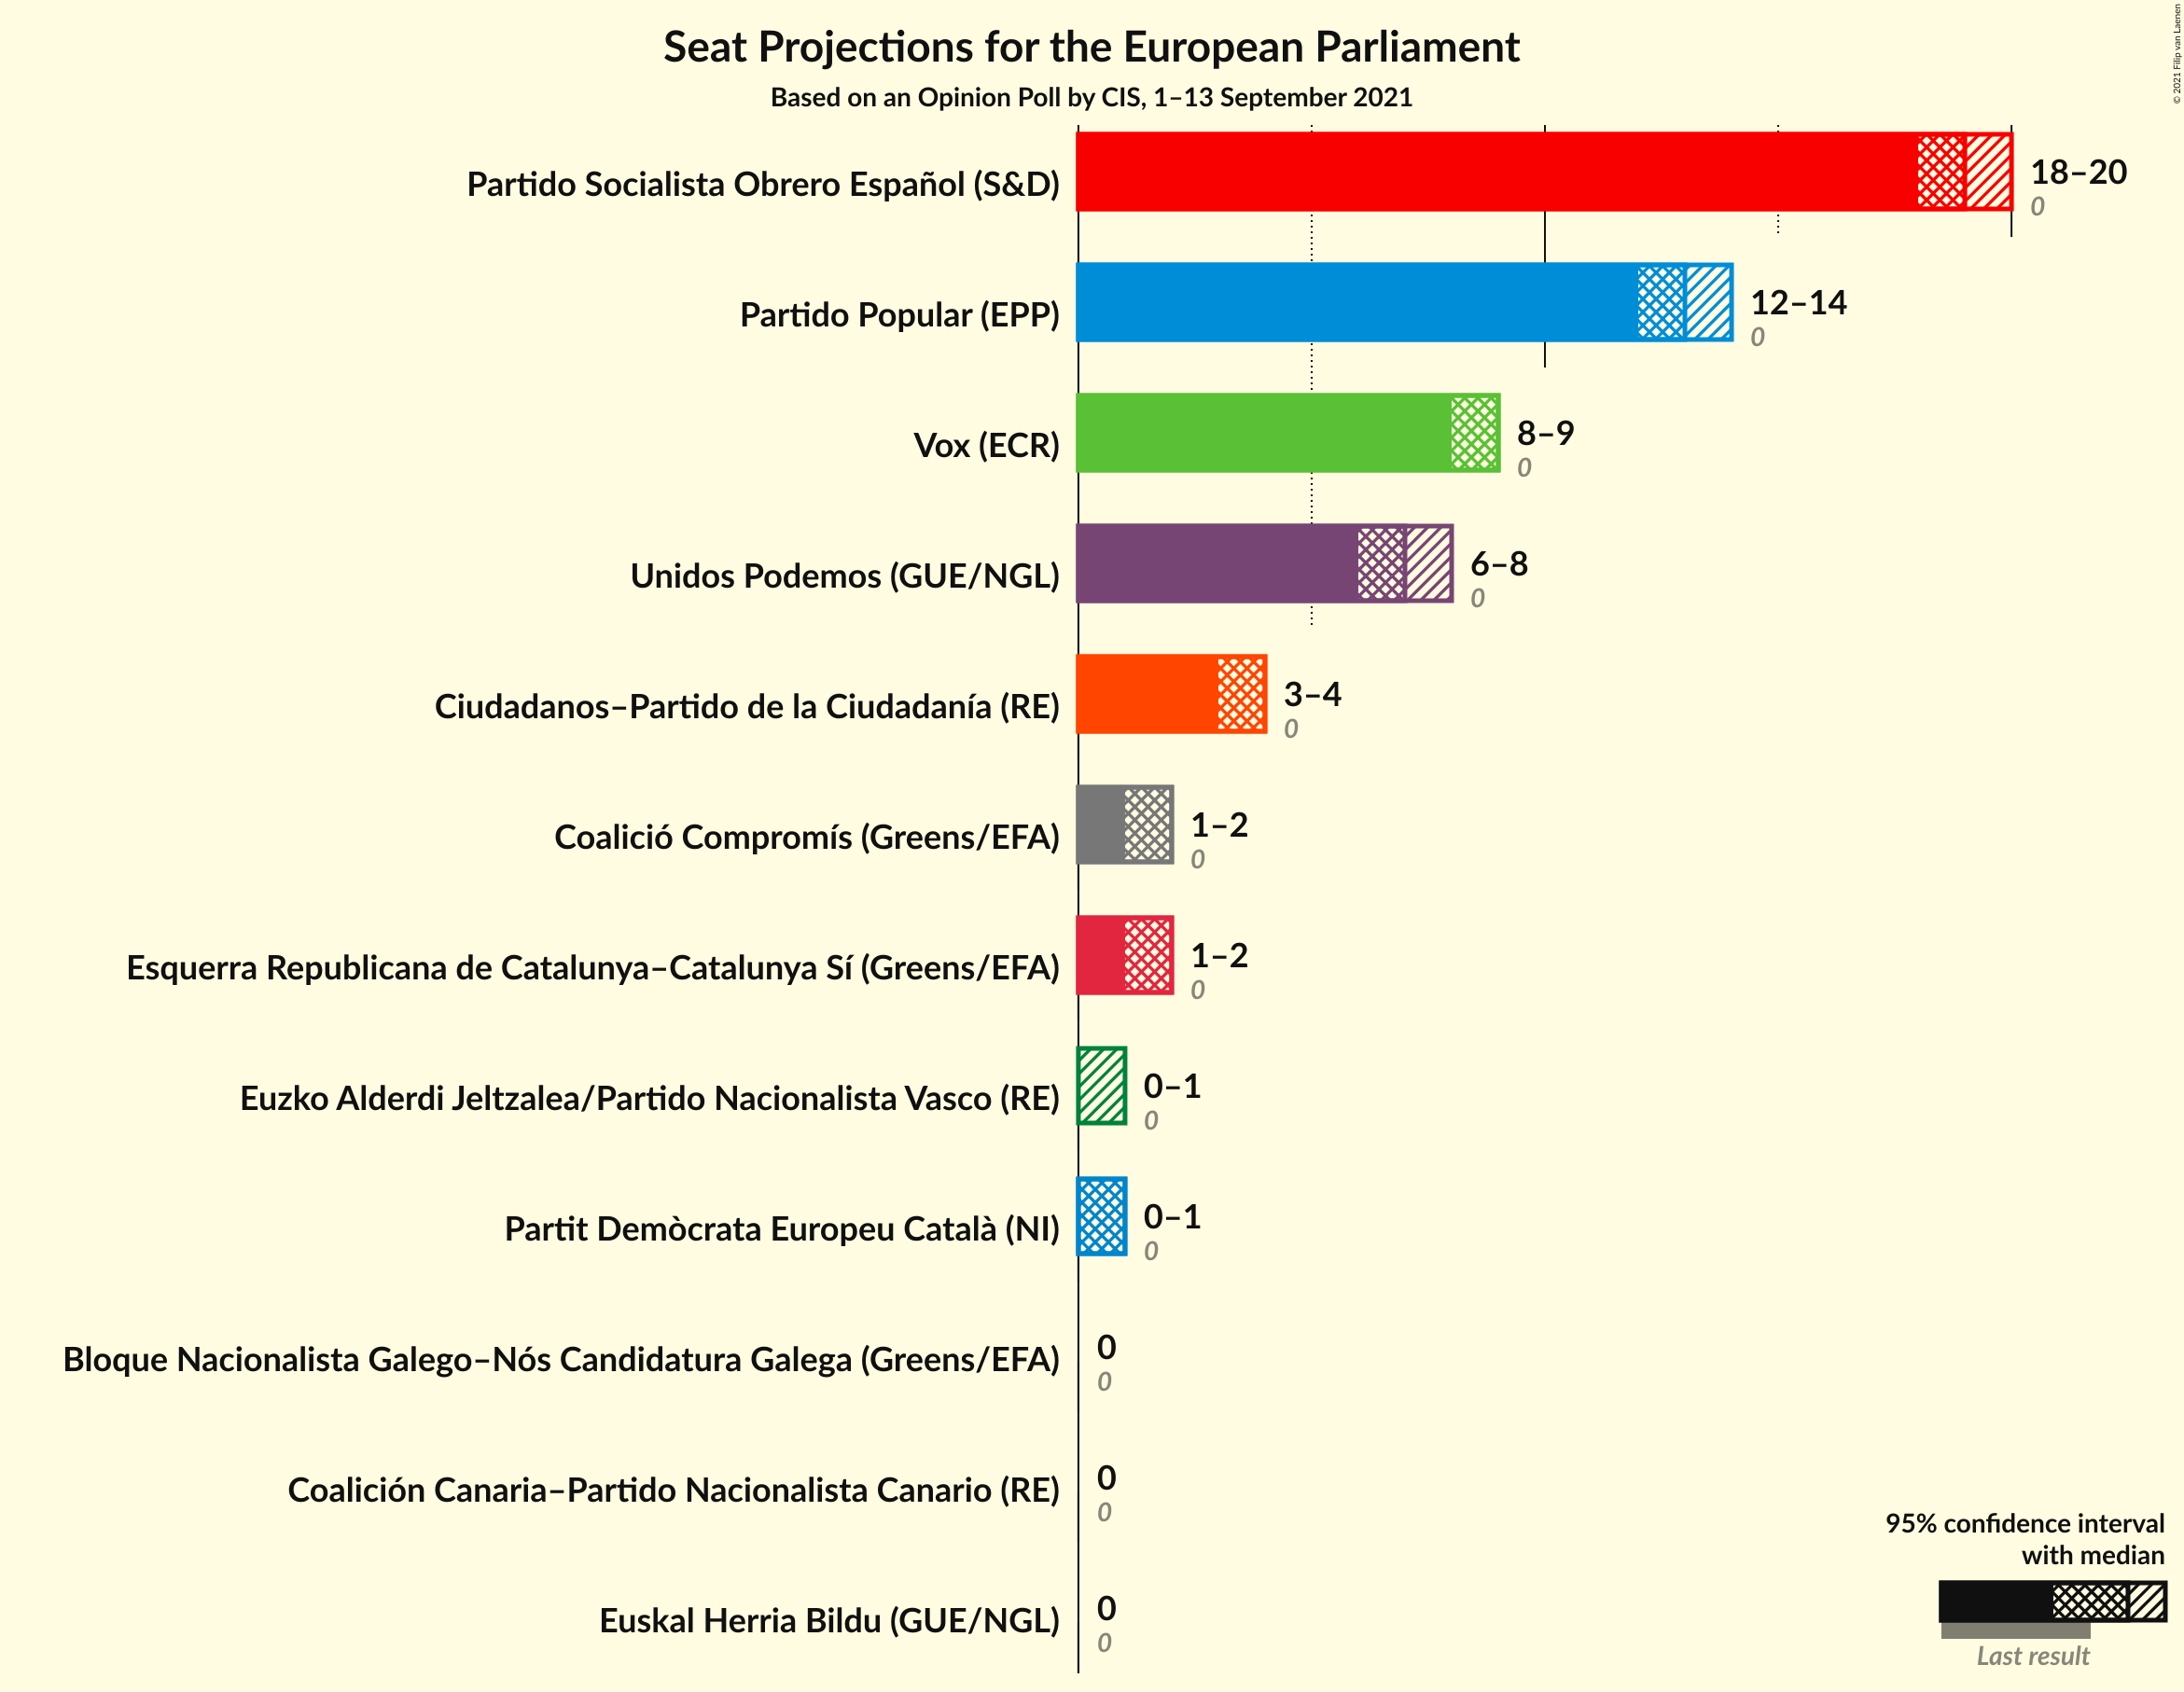 Seat Projections for the European Parliament
Based on an Opinion Poll by CIS, 1–13 September 2021
© 2021 Filip van Laenen
Partido Socialista Obrero Español (S&D)
18–20
0
Partido Popular (EPP)
12–14
0
Vox (ECR)
8–9
0
Unidos Podemos (GUE/NGL)
6–8
0
Ciudadanos–Partido de la Ciudadanía (RE)
3–4
0
Coalició Compromís (Greens/EFA)
1–2
0
Esquerra Republicana de Catalunya–Catalunya Sí (Greens/EFA)
1–2
0
Euzko Alderdi Jeltzalea/Partido Nacionalista Vasco (RE)
0–1
0
Partit Demòcrata Europeu Català (NI)
0–1
0
Bloque Nacionalista Galego–Nós Candidatura Galega (Greens/EFA)
0
0
Coalición Canaria–Partido Nacionalista Canario (RE)
0
0
Euskal Herria Bildu (GUE/NGL)
0
0
95% confidence interval
with median
Last result